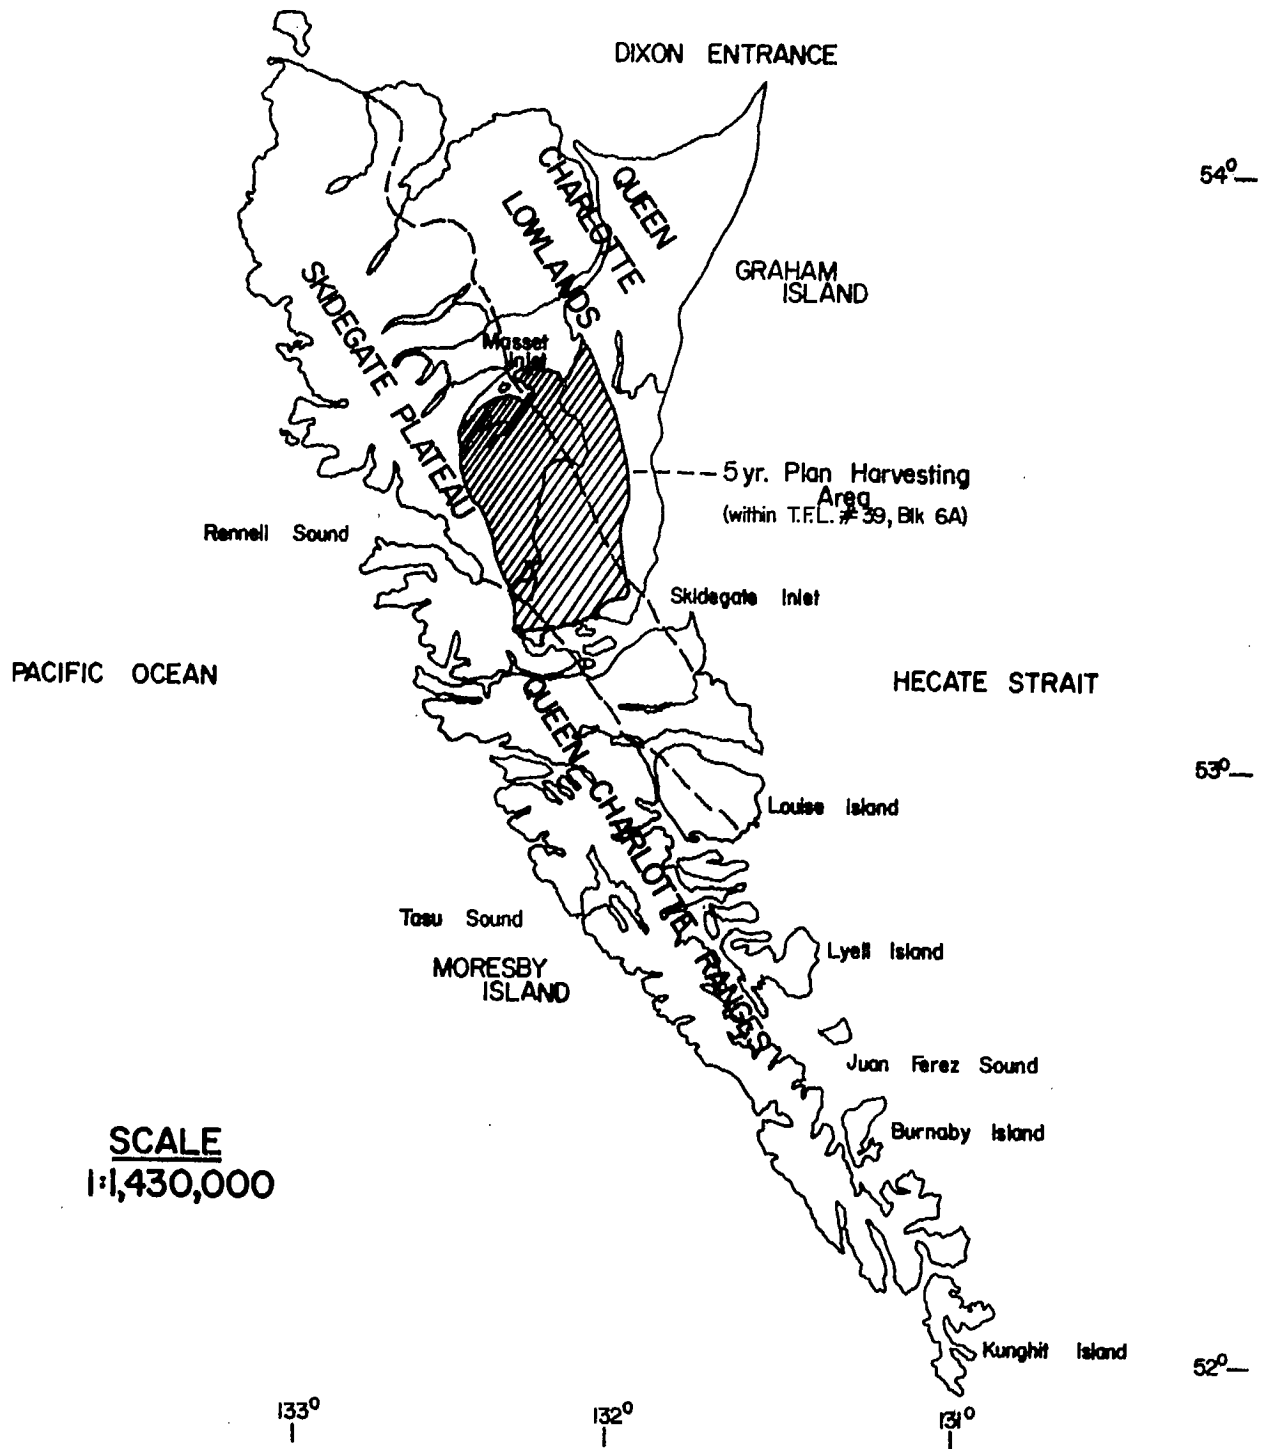 DIXON ENTRANCE
54°
QUEEN
CHARLOTTE
LOWLANDS
GRAHAM
ISLAND
SKIDEGATE PLATEAU
Masset
Inlet
5 yr. Plan Harvesting
Area
(within T.F.L. # 39, Blk 6A)
Rennell Sound
Skidegate Inlet
PACIFIC OCEAN
HECATE STRAIT
QUEEN CHARLOTTE RANGES
53°
Louise Island
Tasu Sound
Lyell Island
MORESBY
ISLAND
Juan Ferez Sound
Burnaby Island
SCALE
1:1,430,000
Kunghit Island
52°
133°
132°
131°